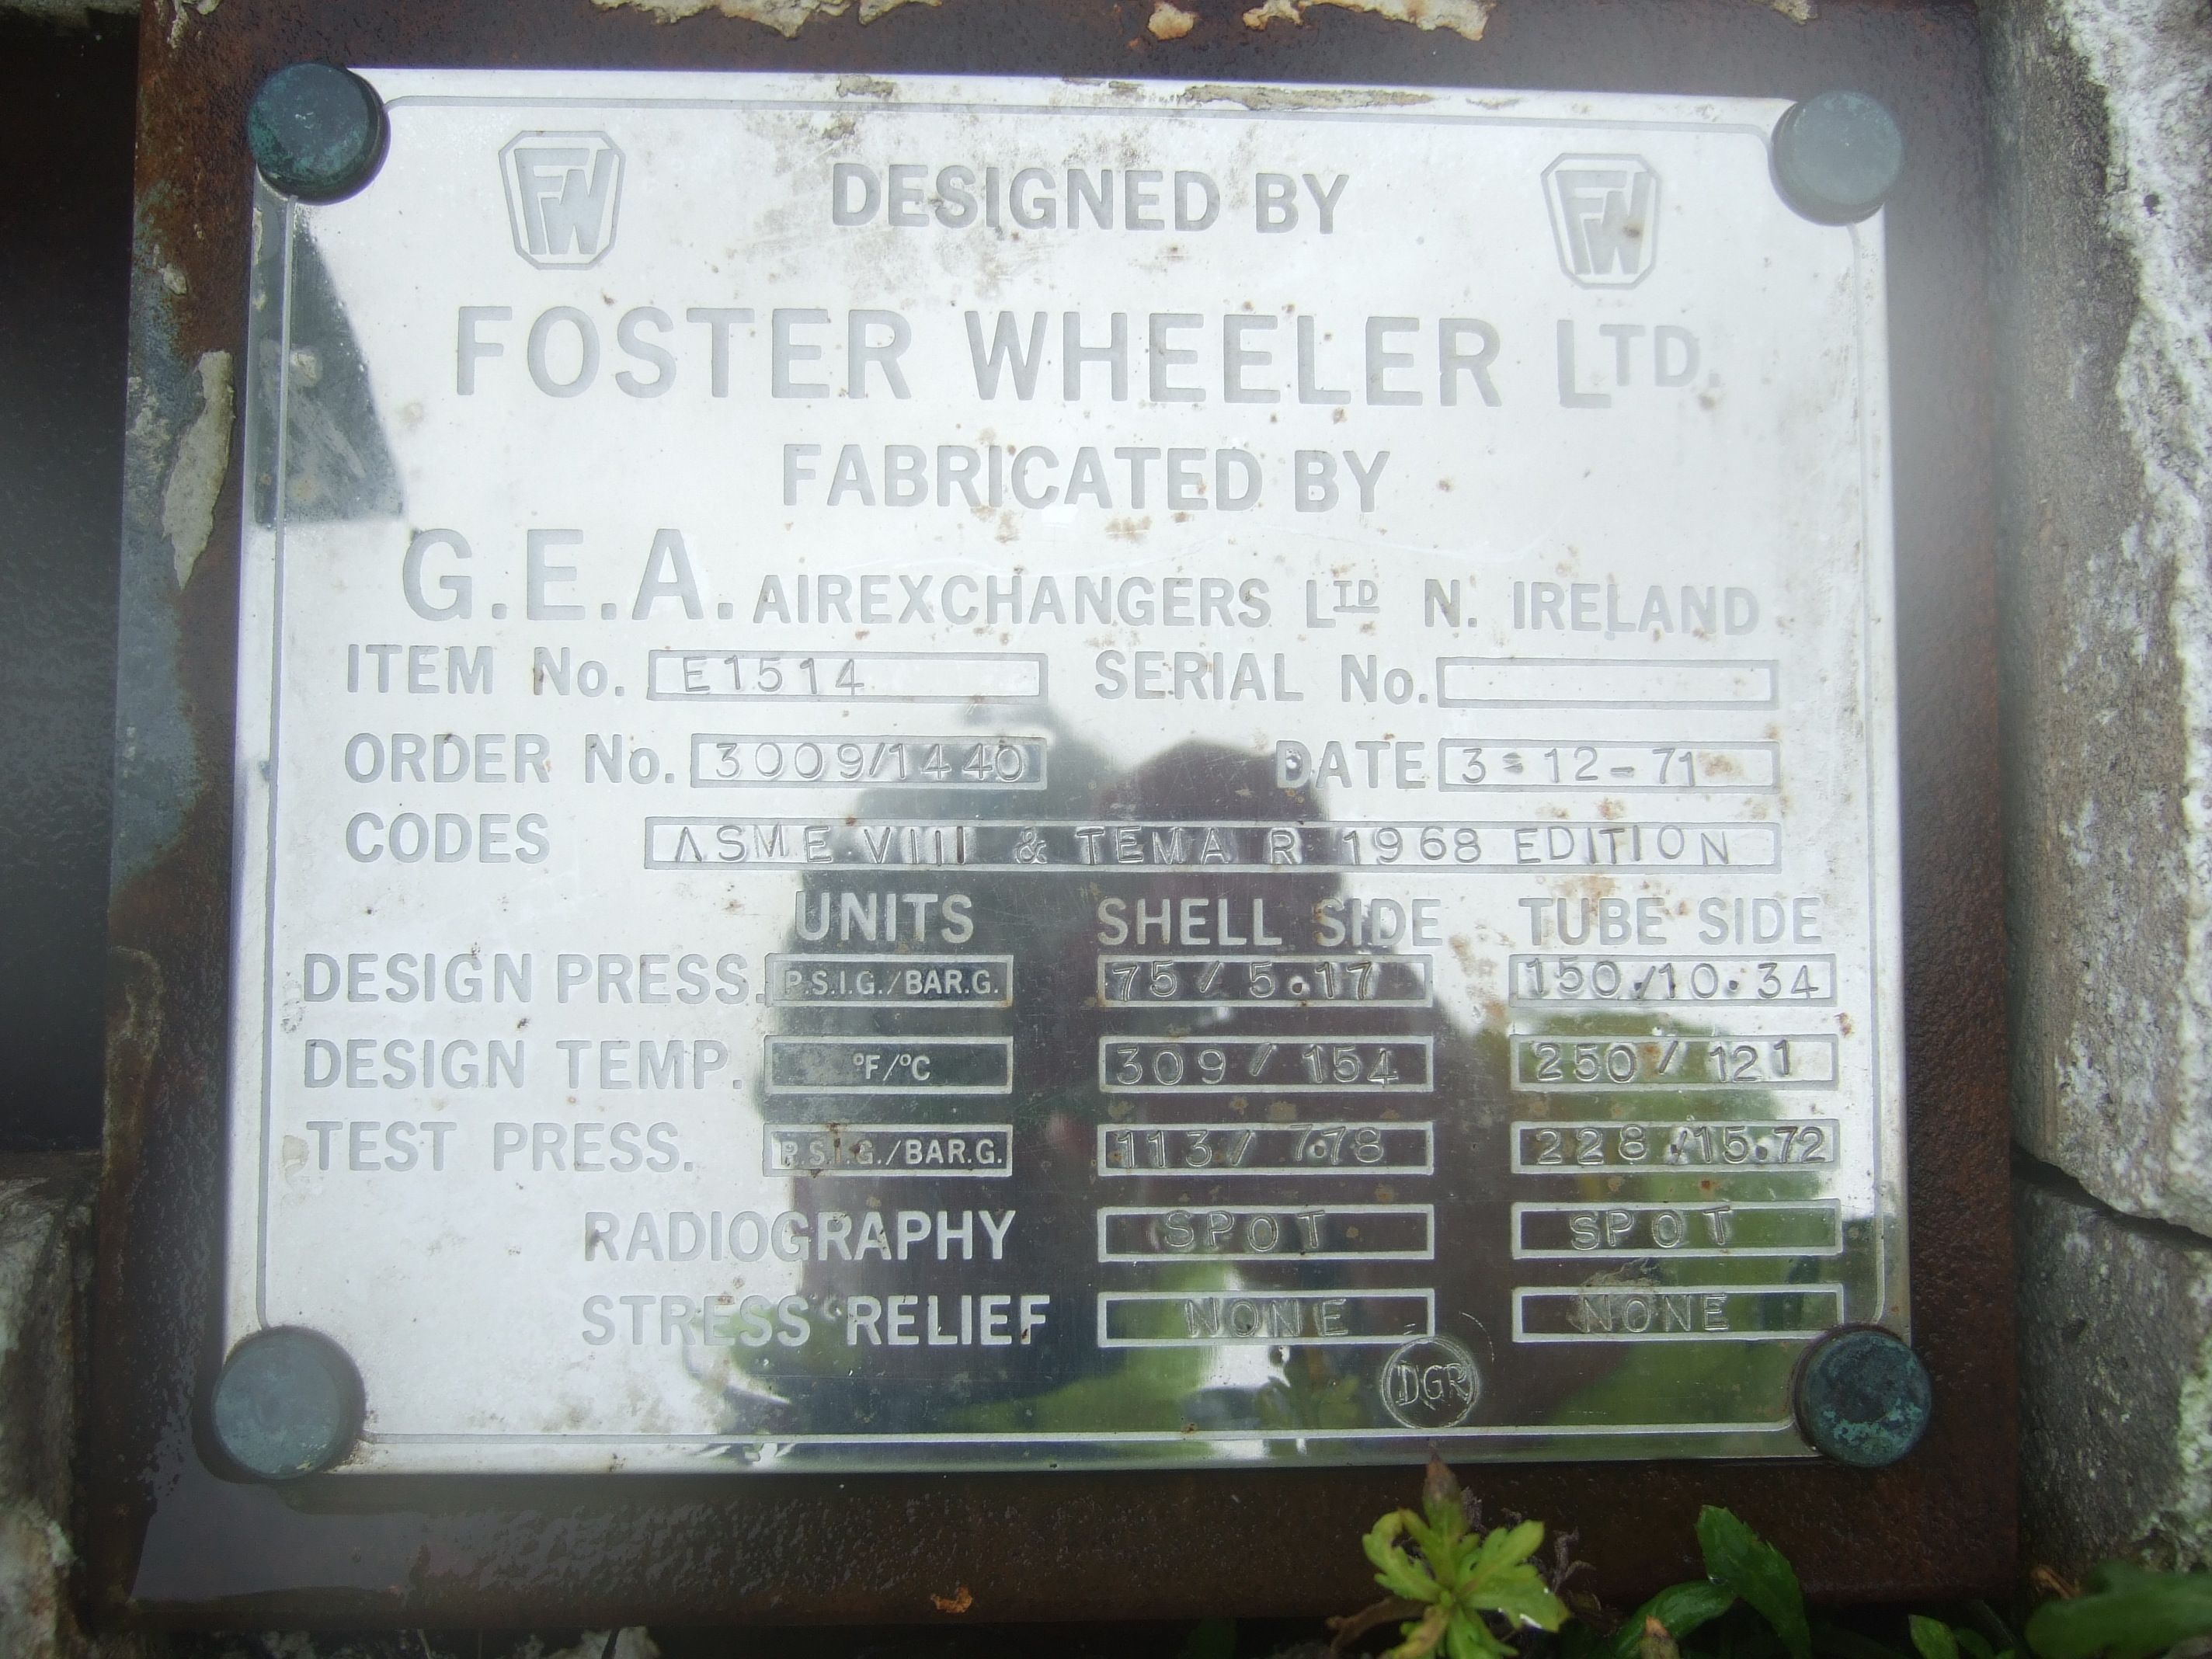 FW DESIGNED BY FW
FOSTER WHEELER LTD.
FABRICATED BY
G.E.A. AIREXCHANGERS LTD N. IRELAND
ITEM No. E1514 SERIAL No.
ORDER No. 3009/1440 DATE 3-12-71
CODES ASME VIII & TEMA R 1968 EDITION
UNITS SHELL SIDE TUBE SIDE
DESIGN PRESS. P.S.I.G./BAR.G. 75/5.17 150/10.34
DESIGN TEMP. °F/°C 309/154 250/121
TEST PRESS. P.S.I.G./BAR.G. 113/7.78 228/15.72
RADIOGRAPHY SPOT SPOT
STRESS RELIEF NONE NONE
DGR